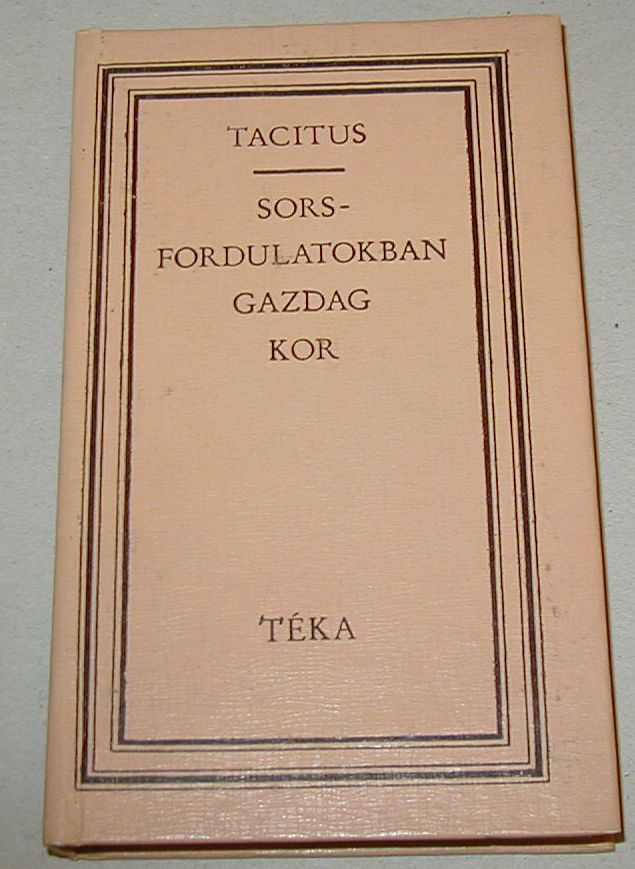 TACITUS
SORS-
FORDULATOKBAN
GAZDAG
KOR
TÉKA